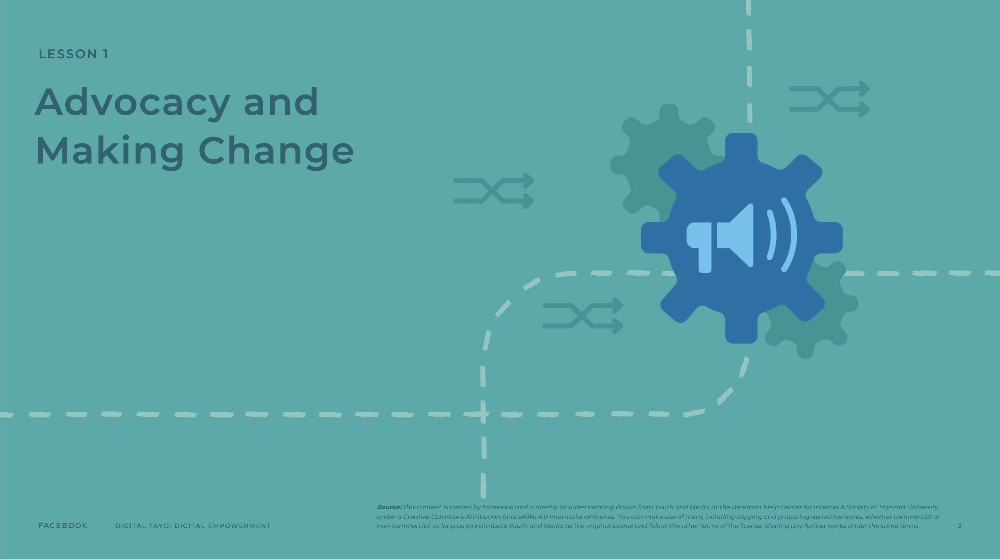 LESSON 1
Advocacy and
Making Change
Source: This content is hosted by Facebook and currently includes learning drawn from Youth and Media at the Berkman Klein Center for Internet & Society at Harvard University
under a Creative Commons Attribution-ShareAlike 4.0 International license. You can make use of them, including copying and preparing derivative works, whether commercial or
non-commercial, so long as you attribute Youth and Media as the original source and follow the other terms of the license, sharing any further works under the same terms.
FACEBOOK
DIGITAL TAYO: DIGITAL EMPOWERMENT
2